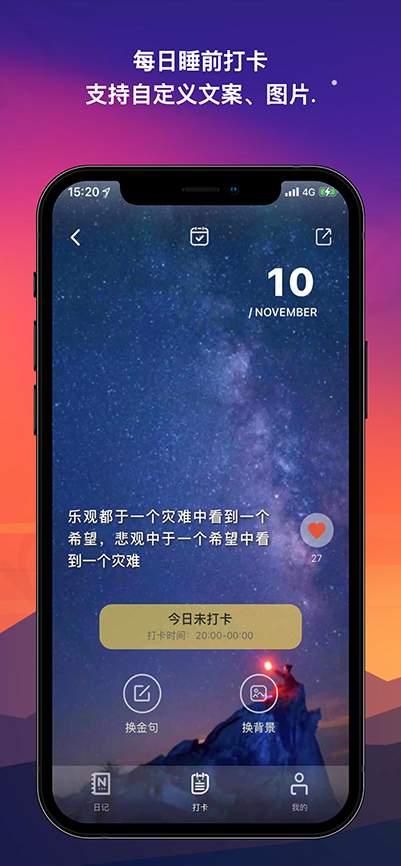 每日睡前打卡
支持自定义文案、图片.
15:20
4G
10
/ NOVEMBER
乐观都于一个灾难中看到一个
希望，悲观中于一个希望中看
到一个灾难
27
今日未打卡
打卡时间：20:00-00:00
换金句
换背景
N
日记
打卡
我的